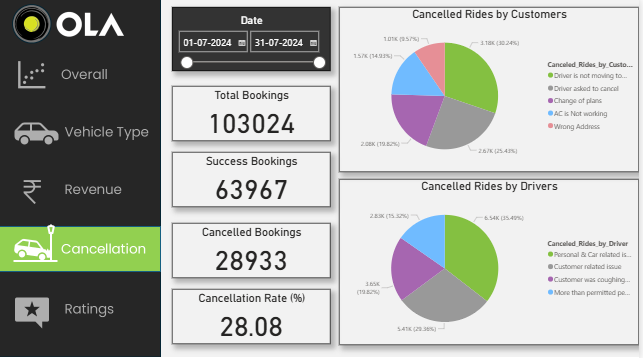 OLA
Overall
Vehicle Type
Revenue
Cancellation
Ratings
Date
01-07-2024 31-07-2024
Total Bookings
103024
Success Bookings
63967
Cancelled Bookings
28933
Cancellation Rate (%)
28.08
Cancelled Rides by Customers
1.01K (9.57%)
3.18K (30.24%)
1.57K (14.93%)
2.08K (19.82%)
2.67K (25.43%)
Canceled_Rides_by_Custo...
Driver is not moving to...
Driver asked to cancel
Change of plans
AC is Not working
Wrong Address
Cancelled Rides by Drivers
2.83K (15.32%)
6.54K (35.49%)
3.65K
(19.82%)
5.41K (29.36%)
Canceled_Rides_by_Driver
Personal & Car related is...
Customer related issue
Customer was coughing...
More than permitted pe...